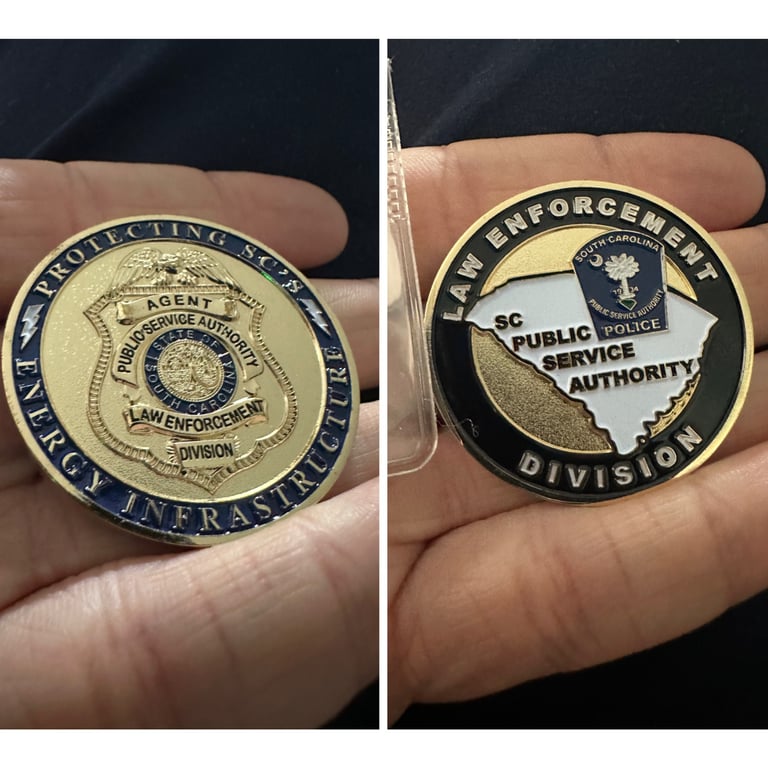 PROTECTING SC'S
ENERGY INFRASTRUCTURE
AGENT
PUBLIC SERVICE AUTHORITY
STATE OF
SOUTH CAROLINA
LAW ENFORCEMENT
DIVISION
LAW ENFORCEMENT
DIVISION
SOUTH CAROLINA
1934
PUBLIC SERVICE AUTHORITY
POLICE
SC
PUBLIC
SERVICE
AUTHORITY